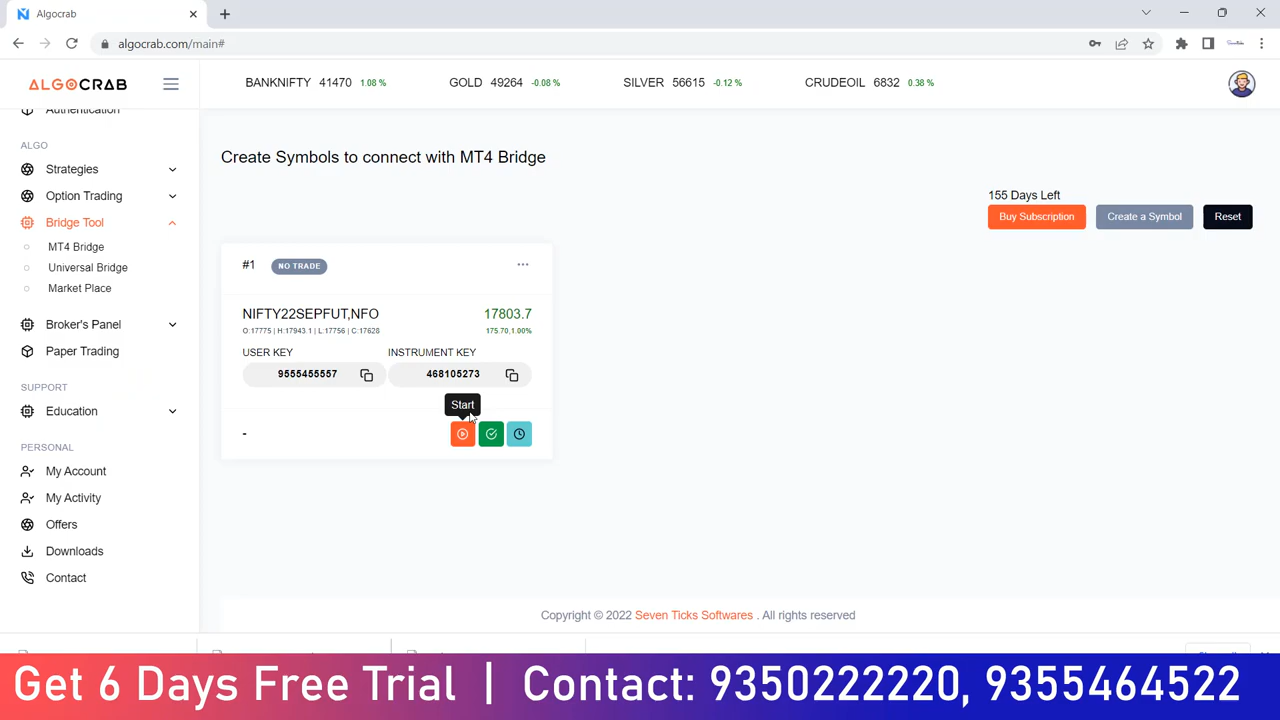 Algocrab
algocrab.com/main#
ALGOCRAB
BANKNIFTY 41470 1.08 %
GOLD 49264 -0.08 %
SILVER 56615 -0.12 %
CRUDEOIL 6832 0.38 %
Authentication
ALGO
Strategies
Option Trading
Bridge Tool
MT4 Bridge
Universal Bridge
Market Place
Broker's Panel
Paper Trading
SUPPORT
Education
PERSONAL
My Account
My Activity
Offers
Downloads
Contact
Create Symbols to connect with MT4 Bridge
155 Days Left
Buy Subscription
Create a Symbol
Reset
#1 NO TRADE
NIFTY22SEPFUT,NFO 17803.7
O:17775 | H:17943.1 | L:17756 | C:17628 175.70,1.00%
USER KEY INSTRUMENT KEY
9555455557 468105273
Start
-
Copyright © 2022 Seven Ticks Softwares . All rights reserved
Get 6 Days Free Trial | Contact: 9350222220, 9355464522